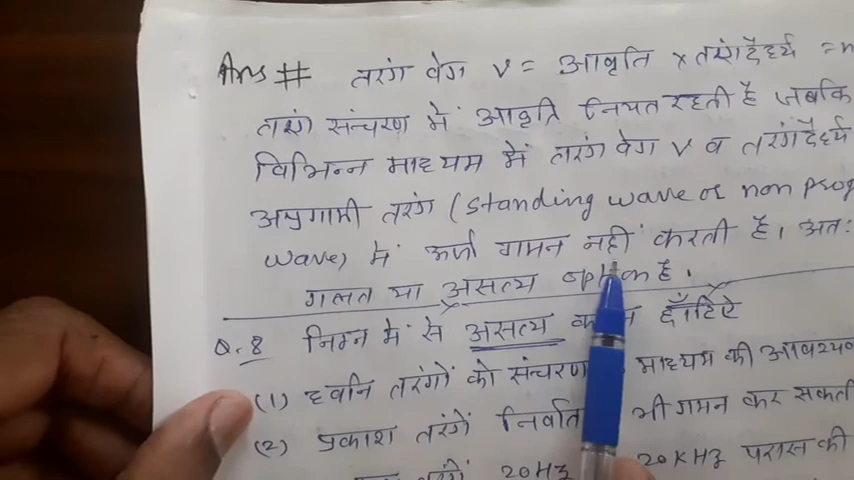 Ans # तरंग वेग v = आवृति × तरंगदैर्ध्य = n
तरंग संन्चरण में आवृत्ति नियत रहती है जबकि
विभिन्न माध्यम में तरंग वेग v व तरंगदैर्ध्य
अप्रगामी तरंग (standing wave or non prog
wave) में ऊर्जा गमन नहीं करती है। अतः
गलत या असत्य option है।
Q.8 निम्न में से असत्य छाँटिऐ
(1) ध्वनि तरंगों को संचरण माध्यम की
(2) प्रकाश तरंगें भी गमन कर सकती
20Hz 20KHz परास की